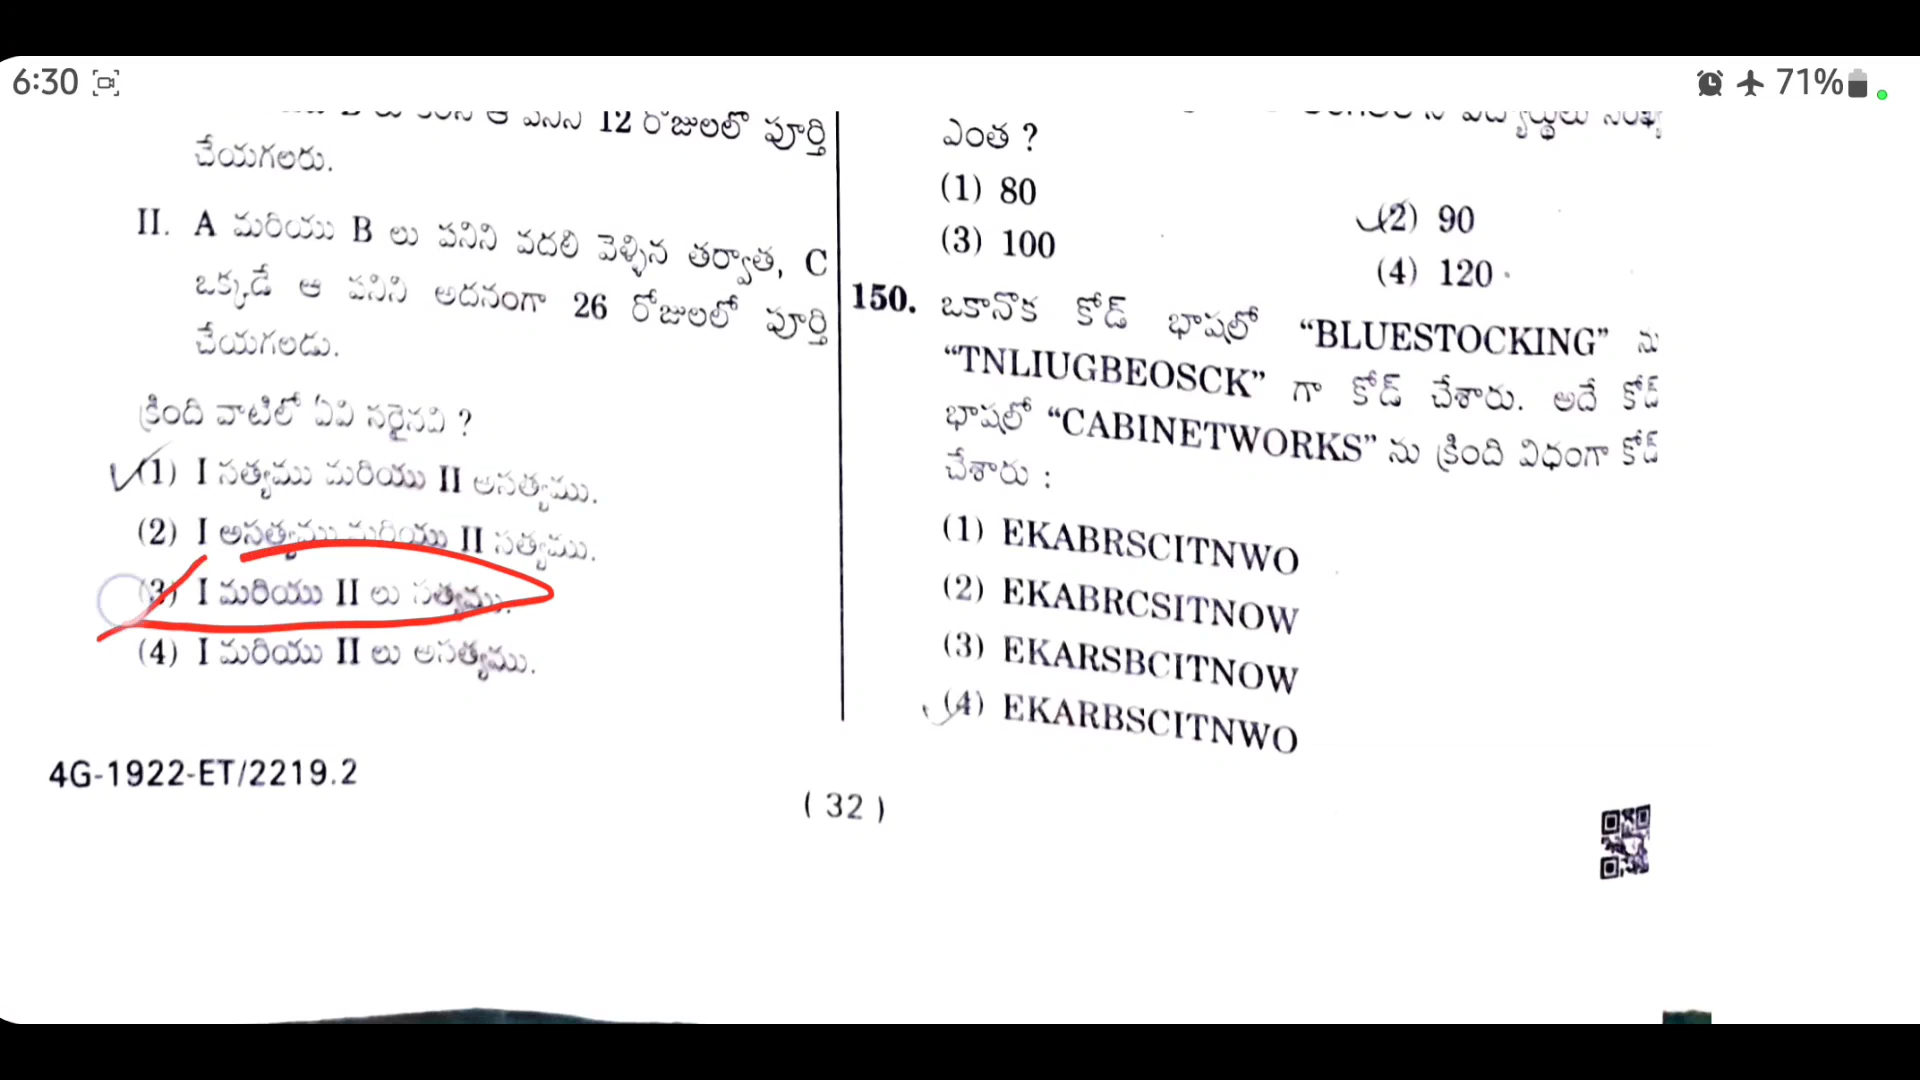 6:30
71%
12 రోజులలో పూర్తి
చేయగలరు.
II. A మరియు B లు పనిని వదలి వెళ్ళిన తర్వాత, C
ఒక్కడే ఆ పనిని అదనంగా 26 రోజులలో పూర్తి
చేయగలడు.
క్రింది వాటిలో ఏవి సరైనవి ?
(1) I సత్యము మరియు II అసత్యము.
(2) I అసత్యము మరియు II సత్యము.
(3) I మరియు II లు సత్యము.
(4) I మరియు II లు అసత్యము.
4G-1922-ET/2219.2
( 32 )
ఎంత ?
(1) 80
(2) 90
(3) 100
(4) 120
150. ఒకానొక కోడ్ భాషలో “BLUESTOCKING” ను
“TNLIUGBEOSCK” గా కోడ్ చేశారు. అదే కోడ్
భాషలో “CABINETWORKS” ను క్రింది విధంగా కోడ్
చేశారు :
(1) EKABRSCITNWO
(2) EKABRCSITNOW
(3) EKARSBCITNOW
(4) EKARBSCITNWO